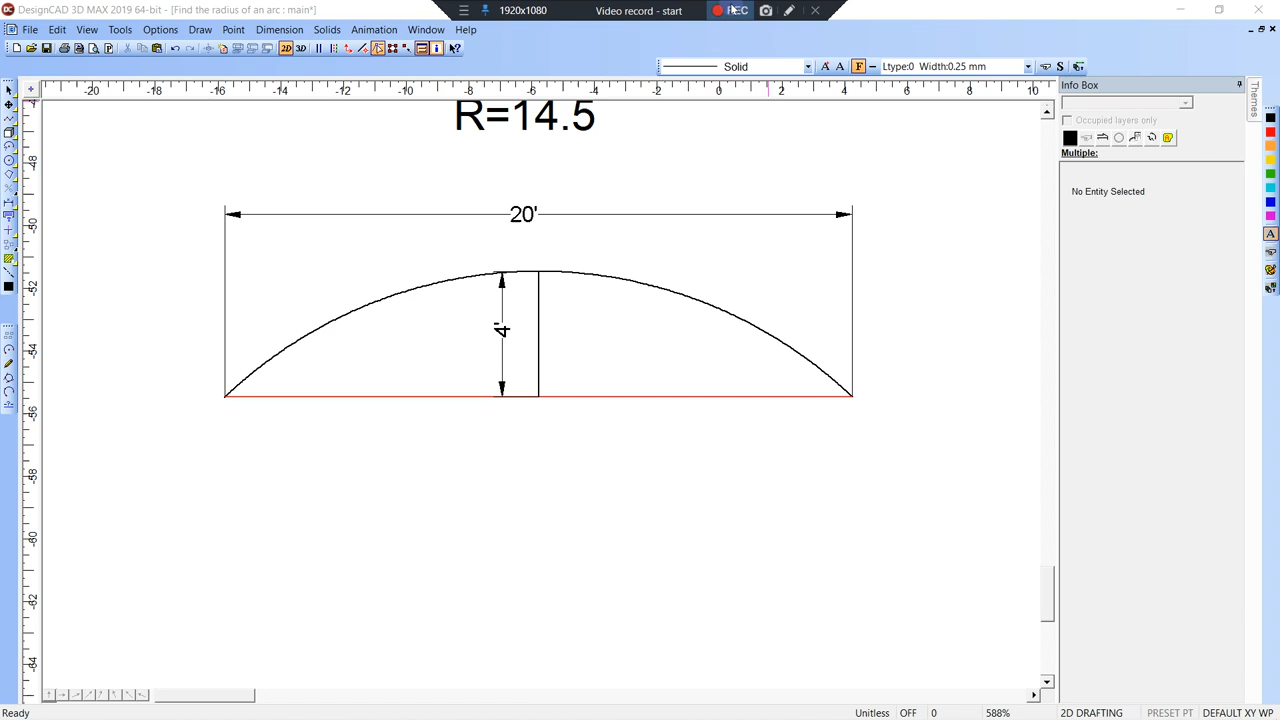 DesignCAD 3D MAX 2019 64-bit - [Find the radius of an arc : main*]
1920x1080
Video record - start
REC
File Edit View Tools Options Draw Point Dimension Solids Animation Window Help
2D 3D
Solid
F
Ltype:0 Width:0.25 mm
S
-20 -18 -16 -14 -12 -10 -8 -6 -4 -2 0 2 4 6 8 10
Info Box
Themes
Occupied layers only
Multiple:
No Entity Selected
A
R=14.5
20'
4'
-48
-50
-52
-54
-56
-58
-60
-62
-64
Ready
Unitless OFF 0 588% 2D DRAFTING PRESET PT DEFAULT XY WP